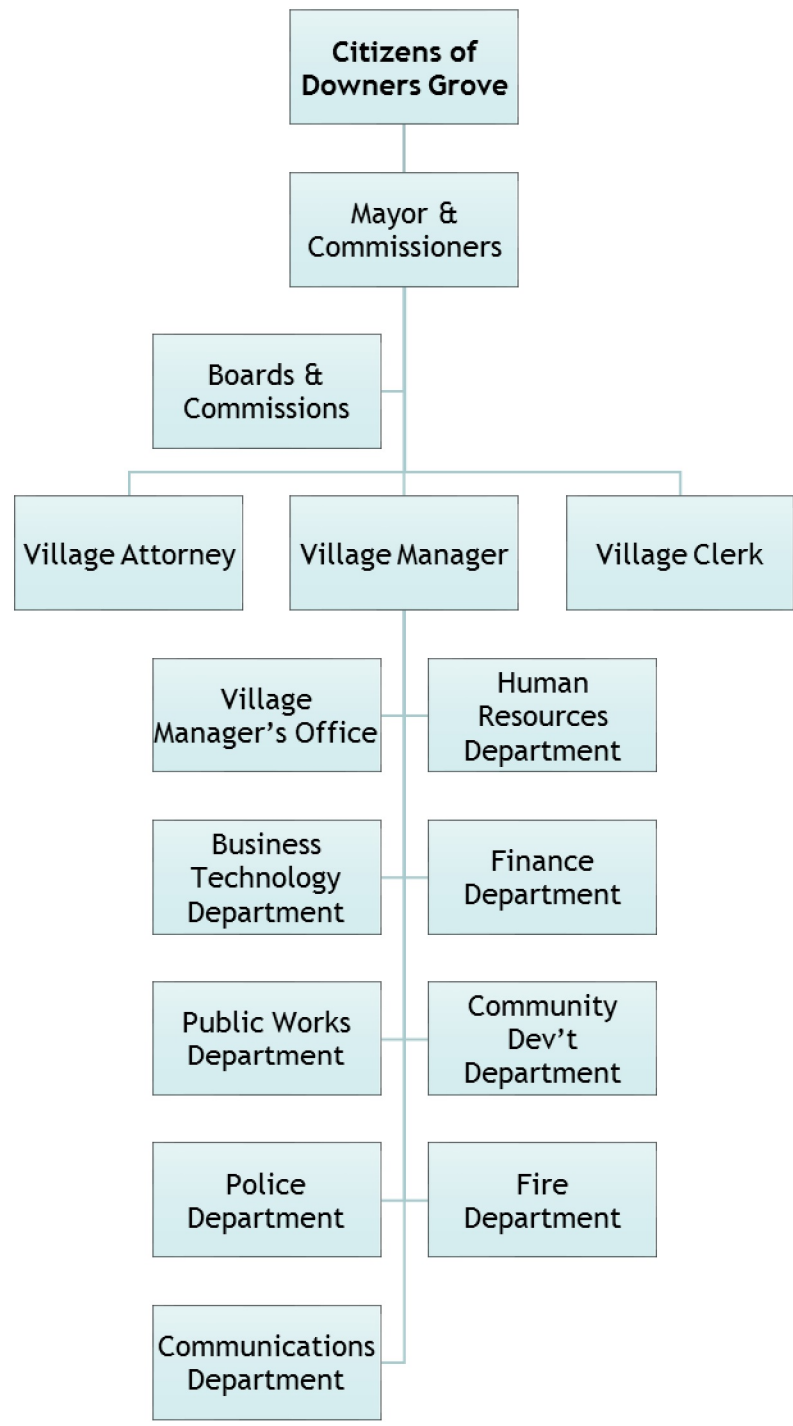 Citizens of
Downers Grove
Mayor &
Commissioners
Boards &
Commissions
Village Attorney
Village Manager
Village Clerk
Village
Manager’s Office
Human
Resources
Department
Business
Technology
Department
Finance
Department
Public Works
Department
Community
Dev’t
Department
Police
Department
Fire
Department
Communications
Department